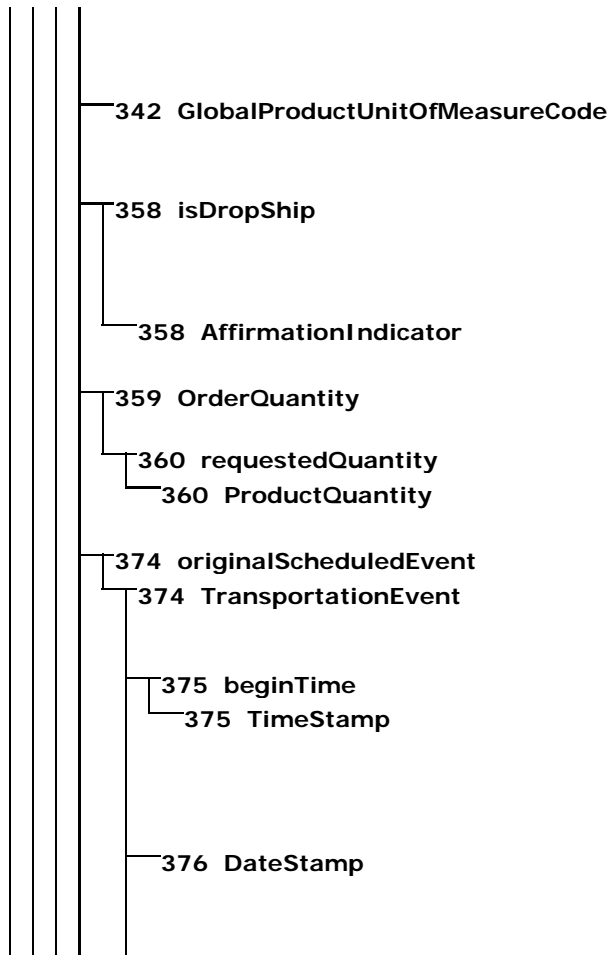 342 GlobalProductUnitOfMeasureCode
358 isDropShip
358 AffirmationIndicator
359 OrderQuantity
360 requestedQuantity
360 ProductQuantity
374 originalScheduledEvent
374 TransportationEvent
375 beginTime
375 TimeStamp
376 DateStamp